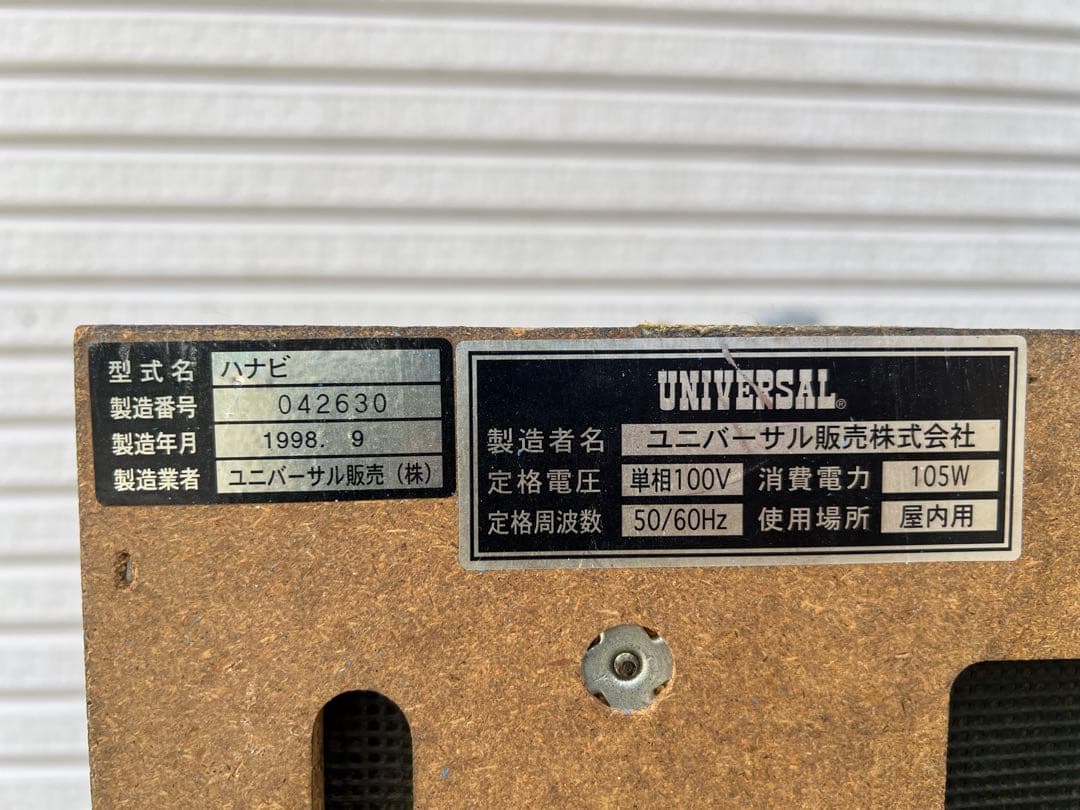 型式名 ハナビ
製造番号 042630
製造年月 1998. 9
製造業者 ユニバーサル販売(株)
UNIVERSAL®
製造者名 ユニバーサル販売株式会社
定格電圧 単相100V 消費電力 105W
定格周波数 50/60Hz 使用場所 屋内用